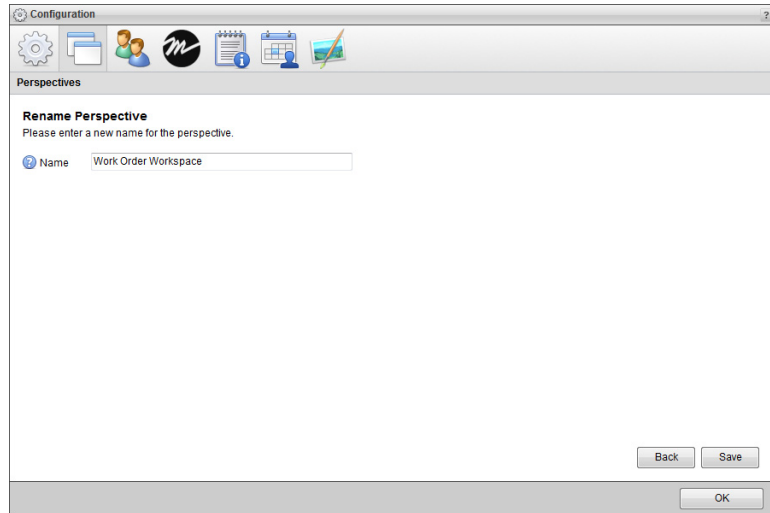 Configuration
?
Perspectives
Rename Perspective
Please enter a new name for the perspective.
? Name Work Order Workspace
Back Save
OK